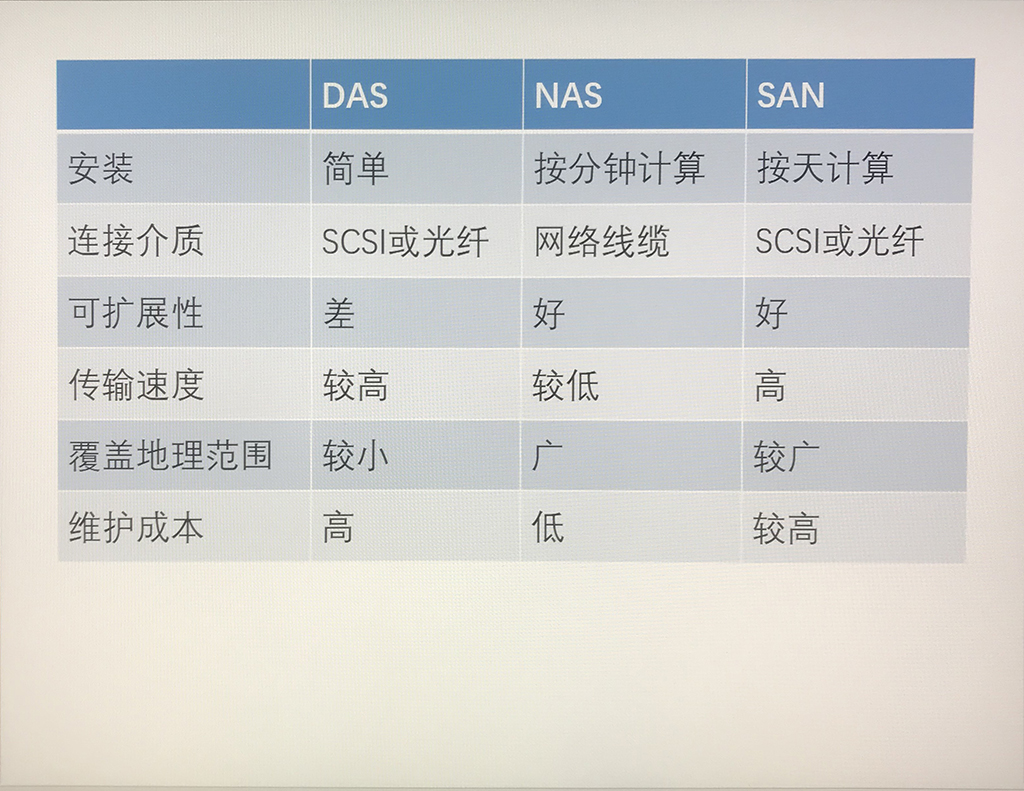 DAS NAS SAN
安装 简单 按分钟计算 按天计算
连接介质 SCSI或光纤 网络线缆 SCSI或光纤
可扩展性 差 好 好
传输速度 较高 较低 高
覆盖地理范围 较小 广 较广
维护成本 高 低 较高